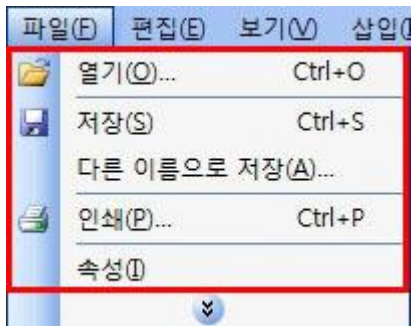 파일(F) 편집(E) 보기(V) 삽입(
열기(O)... Ctrl+O
저장(S) Ctrl+S
다른 이름으로 저장(A)...
인쇄(P)... Ctrl+P
속성(I)